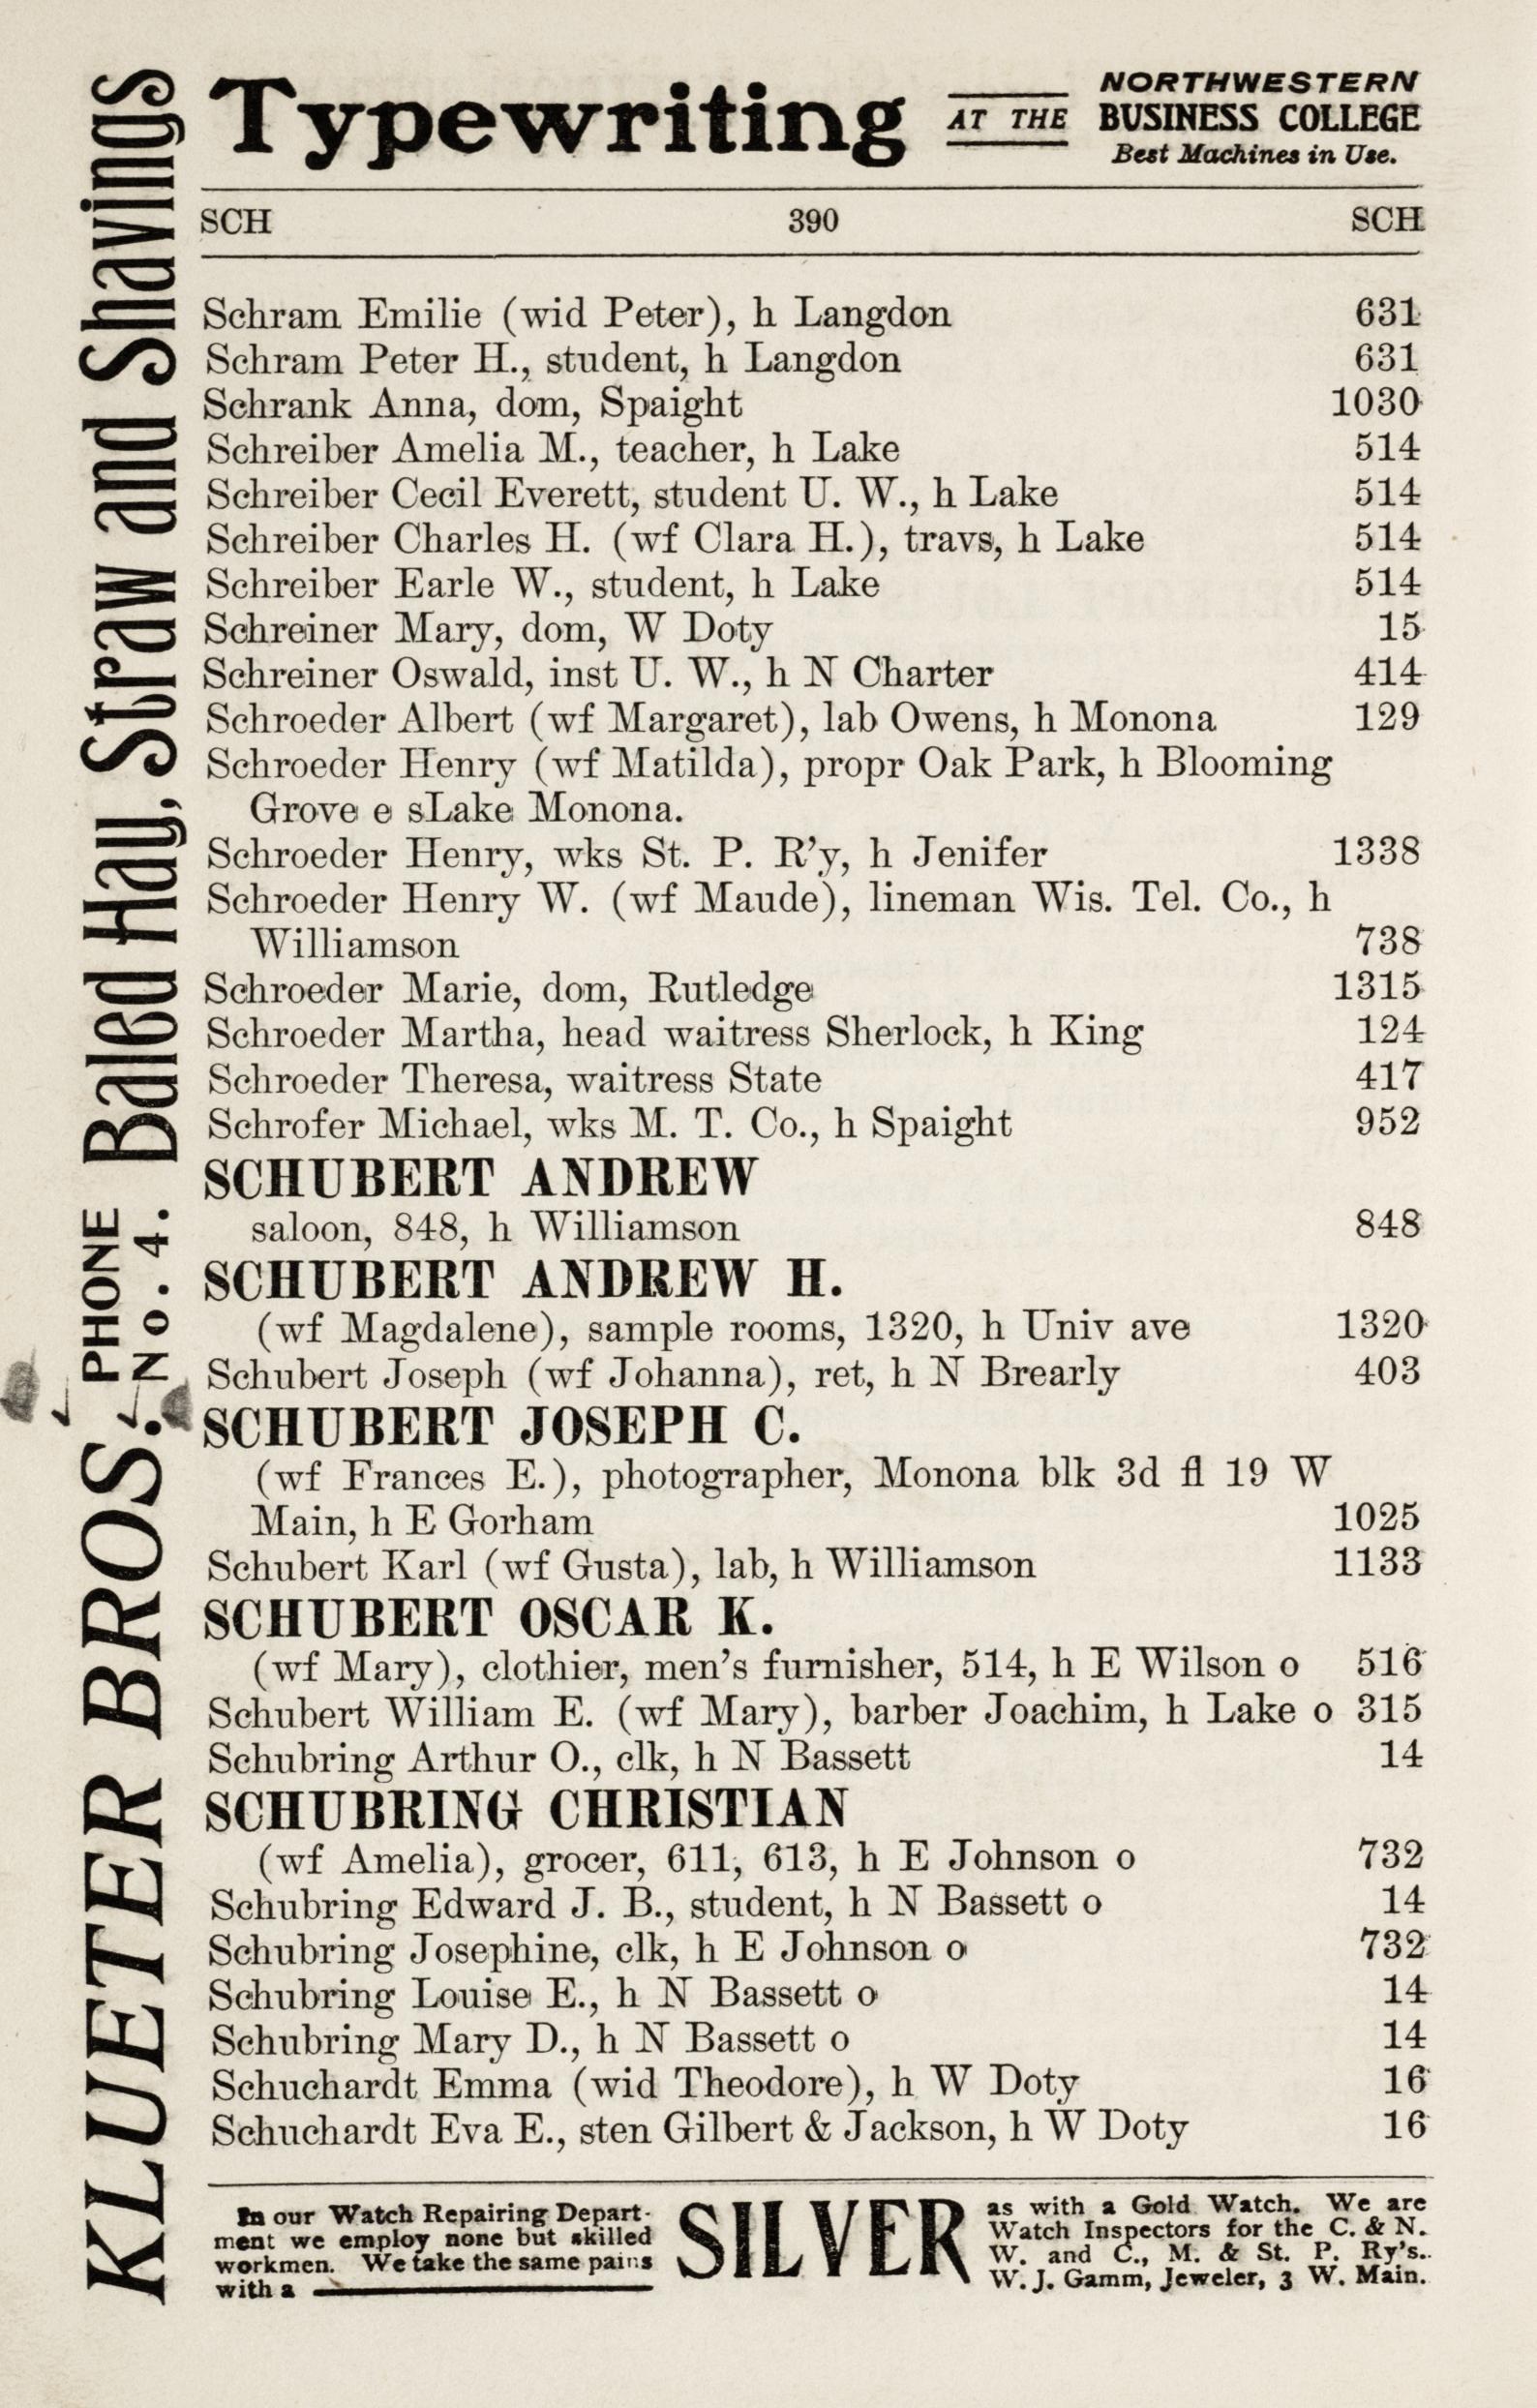 Typewriting AT THE NORTHWESTERN
BUSINESS COLLEGE
Best Machines in Use.
SCH 390 SCH
Schram Emilie (wid Peter), h Langdon 631
Schram Peter H., student, h Langdon 631
Schrank Anna, dom, Spaight 1030
Schreiber Amelia M., teacher, h Lake 514
Schreiber Cecil Everett, student U. W., h Lake 514
Schreiber Charles H. (wf Clara H.), travs, h Lake 514
Schreiber Earle W., student, h Lake 514
Schreiner Mary, dom, W Doty 15
Schreiner Oswald, inst U. W., h N Charter 414
Schroeder Albert (wf Margaret), lab Owens, h Monona 129
Schroeder Henry (wf Matilda), propr Oak Park, h Blooming
Grove e sLake Monona.
Schroeder Henry, wks St. P. R'y, h Jenifer 1338
Schroeder Henry W. (wf Maude), lineman Wis. Tel. Co., h
Williamson 738
Schroeder Marie, dom, Rutledge 1315
Schroeder Martha, head waitress Sherlock, h King 124
Schroeder Theresa, waitress State 417
Schrofer Michael, wks M. T. Co., h Spaight 952
SCHUBERT ANDREW
saloon, 848, h Williamson 848
SCHUBERT ANDREW H.
(wf Magdalene), sample rooms, 1320, h Univ ave 1320
Schubert Joseph (wf Johanna), ret, h N Brearly 403
SCHUBERT JOSEPH C.
(wf Frances E.), photographer, Monona blk 3d fl 19 W
Main, h E Gorham 1025
Schubert Karl (wf Gusta), lab, h Williamson 1133
SCHUBERT OSCAR K.
(wf Mary), clothier, men's furnisher, 514, h E Wilson o 516
Schubert William E. (wf Mary), barber Joachim, h Lake o 315
Schubring Arthur O., clk, h N Bassett 14
SCHUBRING CHRISTIAN
(wf Amelia), grocer, 611, 613, h E Johnson o 732
Schubring Edward J. B., student, h N Bassett o 14
Schubring Josephine, clk, h E Johnson o 732
Schubring Louise E., h N Bassett o 14
Schubring Mary D., h N Bassett o 14
Schuchardt Emma (wid Theodore), h W Doty 16
Schuchardt Eva E., sten Gilbert & Jackson, h W Doty 16
In our Watch Repairing Depart-
ment we employ none but skilled
workmen. We take the same pains
with a
SILVER
as with a Gold Watch. We are
Watch Inspectors for the C. & N.
W. and C., M. & St. P. Ry's..
W. J. Gamm, Jeweler, 3 W. Main.
KLUETER BROS. PHONE No. 4. Baled Hay, Straw and Shavings